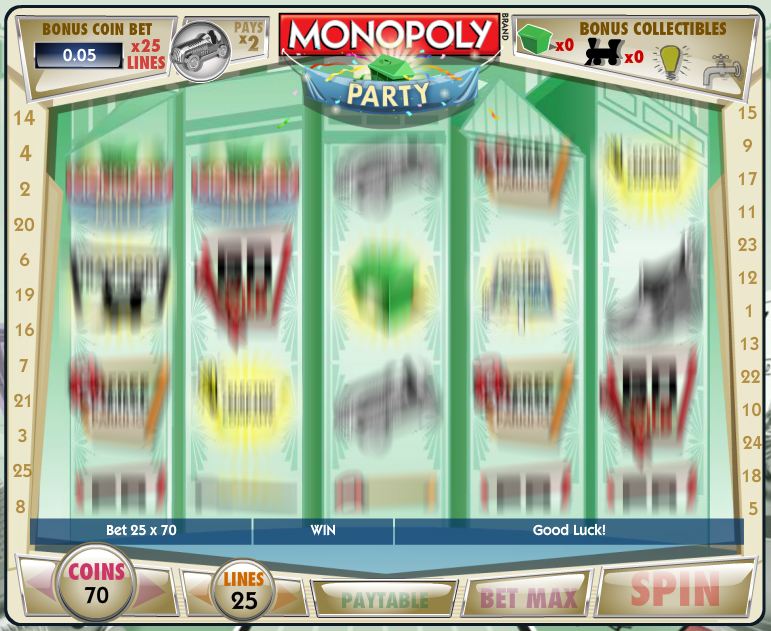 BONUS COIN BET
0.05
x25
LINES
PAYS
x2
MONOPOLY
BRAND
PARTY
BONUS COLLECTIBLES
x0
x0
14
4
2
20
6
19
16
7
21
3
25
8
15
9
17
11
23
12
1
13
22
10
24
18
5
Bet 25 x 70
WIN
Good Luck!
COINS
70
LINES
25
PAYTABLE
BET MAX
SPIN